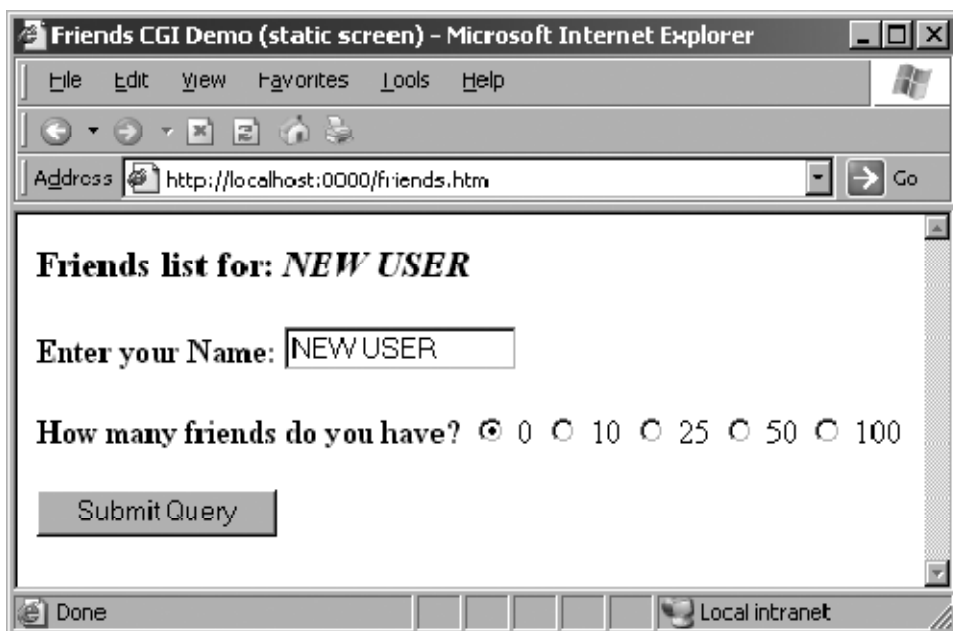 Friends CGI Demo (static screen) - Microsoft Internet Explorer
File Edit View Favorites Tools Help
Address http://localhost:0000/friends.htm Go
Friends list for: NEW USER
Enter your Name: NEW USER
How many friends do you have? 0 10 25 50 100
Submit Query
Done Local intranet